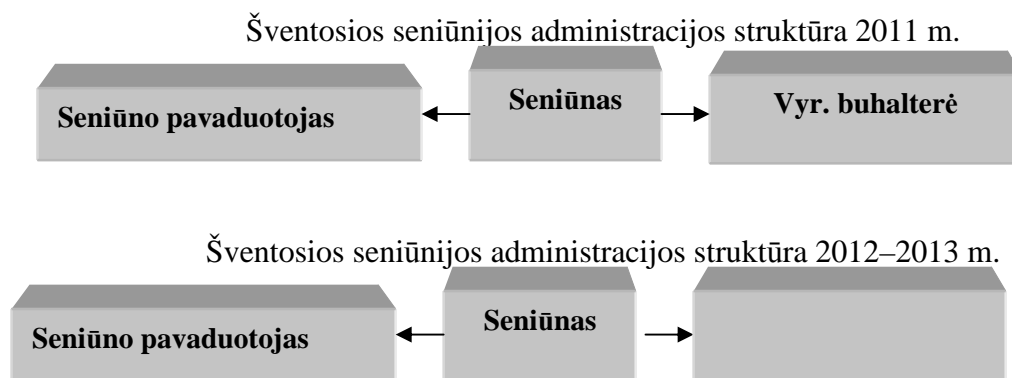 Šventosios seniūnijos administracijos struktūra 2011 m.
Seniūno pavaduotojas
Seniūnas
Vyr. buhalterė
Šventosios seniūnijos administracijos struktūra 2012–2013 m.
Seniūno pavaduotojas
Seniūnas